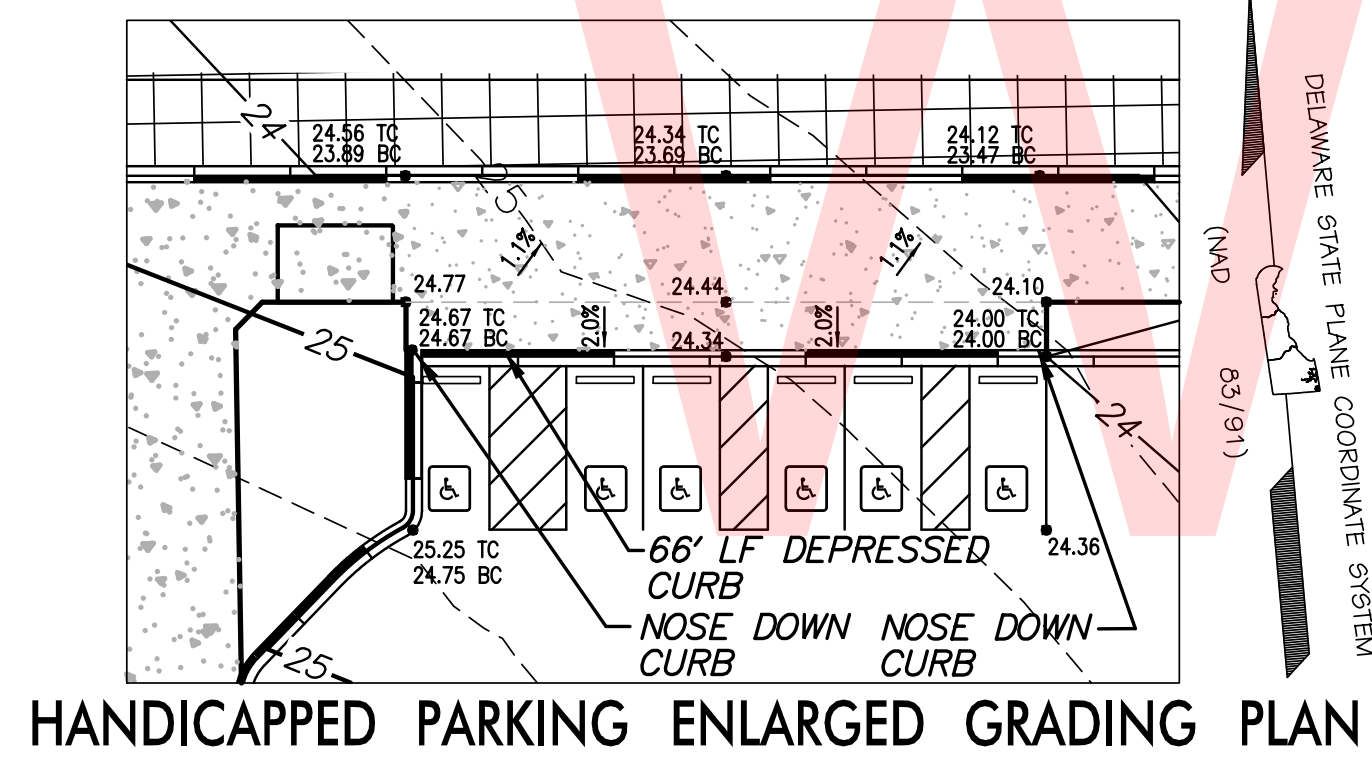 24
24.56 TC
23.89 BC
24.34 TC
23.69 BC
24.12 TC
23.47 BC
25
1.1%
1.1%
24.77
24.44
24.10
24.67 TC
24.67 BC
2.0%
24.34
2.0%
24.00 TC
24.00 BC
25
24
25.25 TC
24.75 BC
24.36
66' LF DEPRESSED
CURB
NOSE DOWN
CURB
NOSE DOWN
CURB
25
DELAWARE STATE PLANE COORDINATE SYSTEM
(NAD 83/91)
W
HANDICAPPED PARKING ENLARGED GRADING PLAN